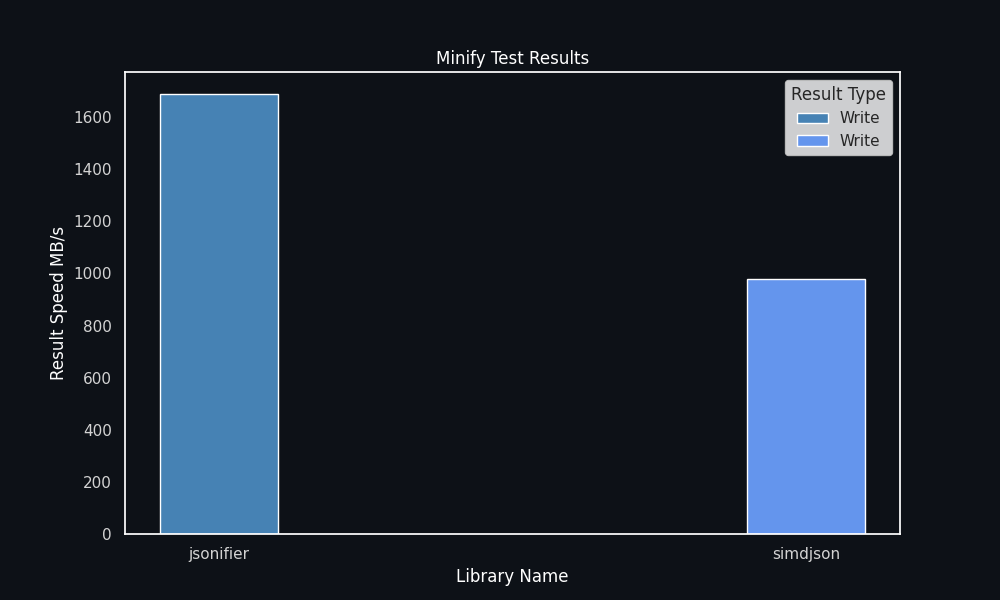 Minify Test Results
Result Type
Write
Write
1600
1400
1200
1000
800
600
400
200
0
Result Speed MB/s
jsonifier
simdjson
Library Name